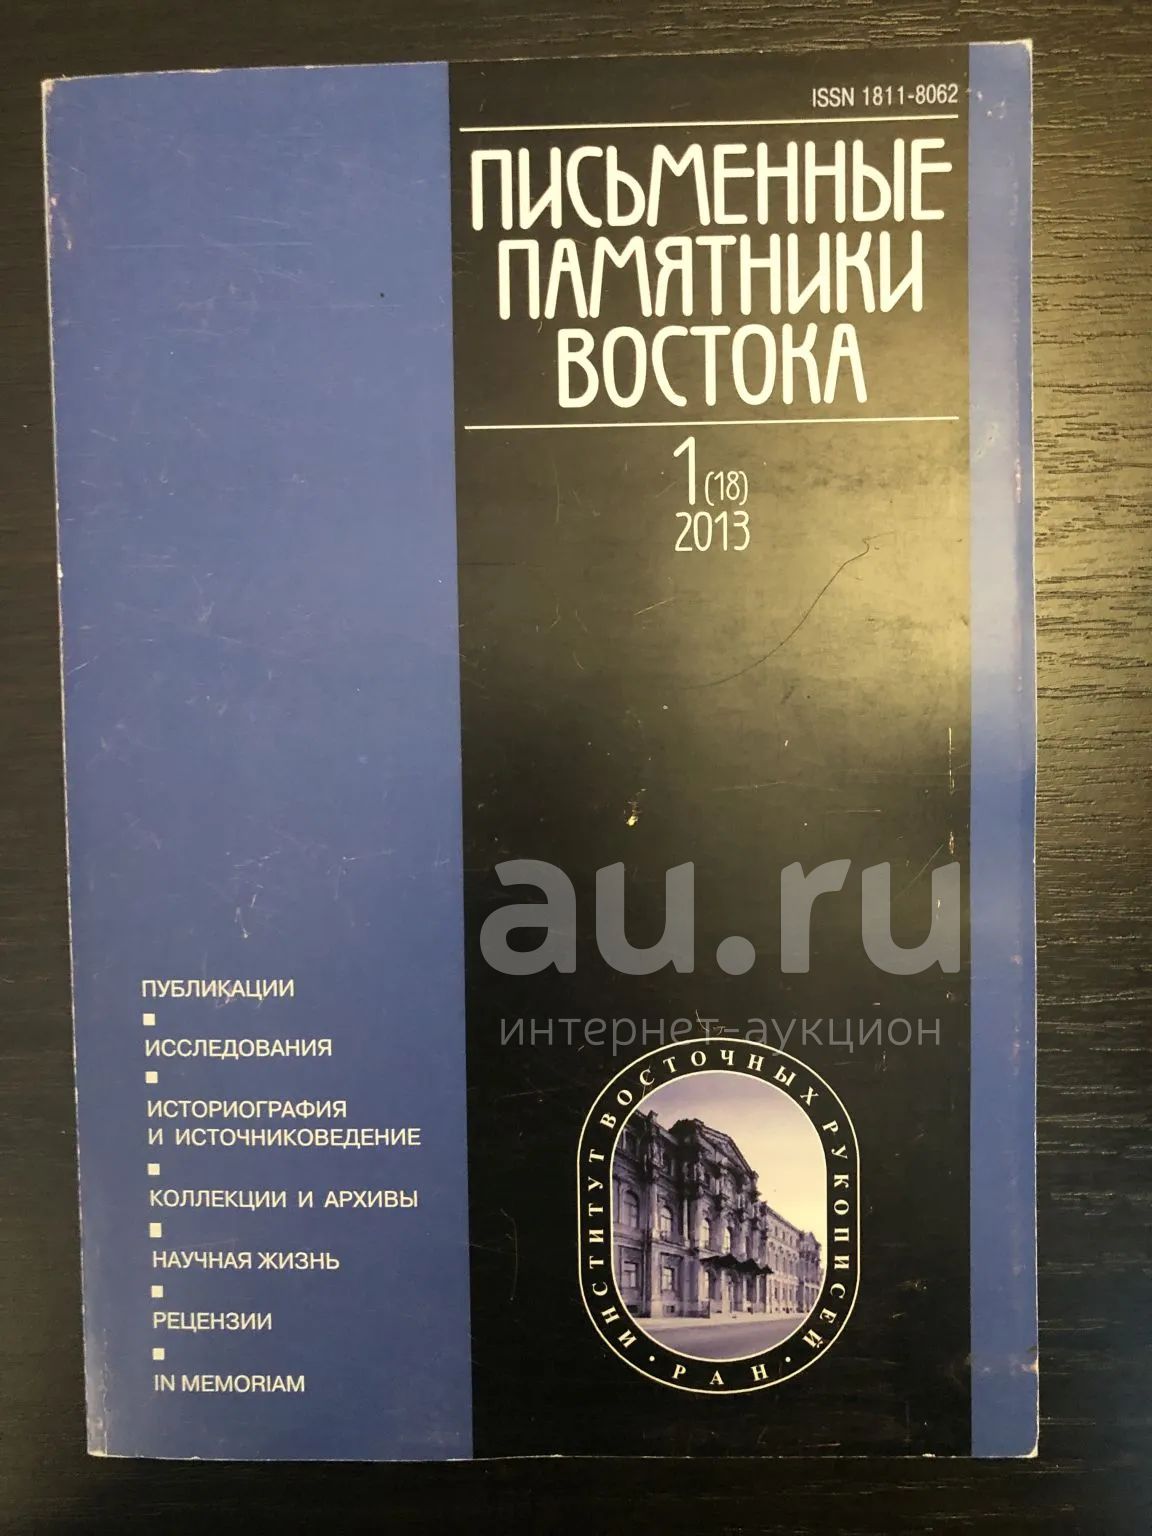 ISSN 1811-8062
ПИСЬМЕННЫЕ
ПАМЯТНИКИ
ВОСТОКА
1 (18)
2013
au.ru
интернет-аукцион
ПУБЛИКАЦИИ
ИССЛЕДОВАНИЯ
ИСТОРИОГРАФИЯ
И ИСТОЧНИКОВЕДЕНИЕ
КОЛЛЕКЦИИ И АРХИВЫ
НАУЧНАЯ ЖИЗНЬ
РЕЦЕНЗИИ
IN MEMORIAM
ИНСТИТУТ ВОСТОЧНЫХ РУКОПИСЕЙ
· РАН ·